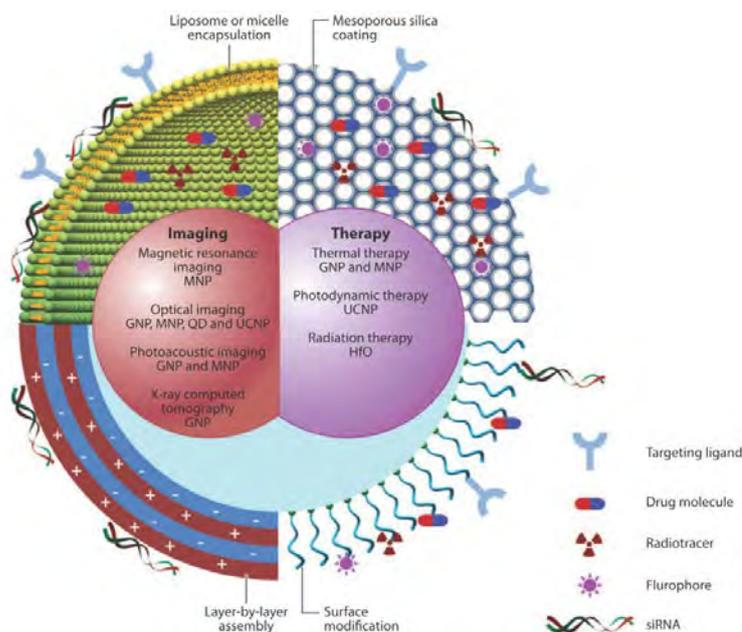 Liposome or micelle
encapsulation
Mesoporous silica
coating
Imaging
Magnetic resonance
imaging
MNP
Optical imaging
GNP, MNP, QD and UCNP
Photoacoustic imaging
GNP and MNP
X-ray computed
tomography
GNP
Therapy
Thermal therapy
GNP and MNP
Photodynamic therapy
UCNP
Radiation therapy
HfO
Targeting ligand
Drug molecule
Radiotracer
Flurophore
siRNA
Layer-by-layer
assembly
Surface
modification